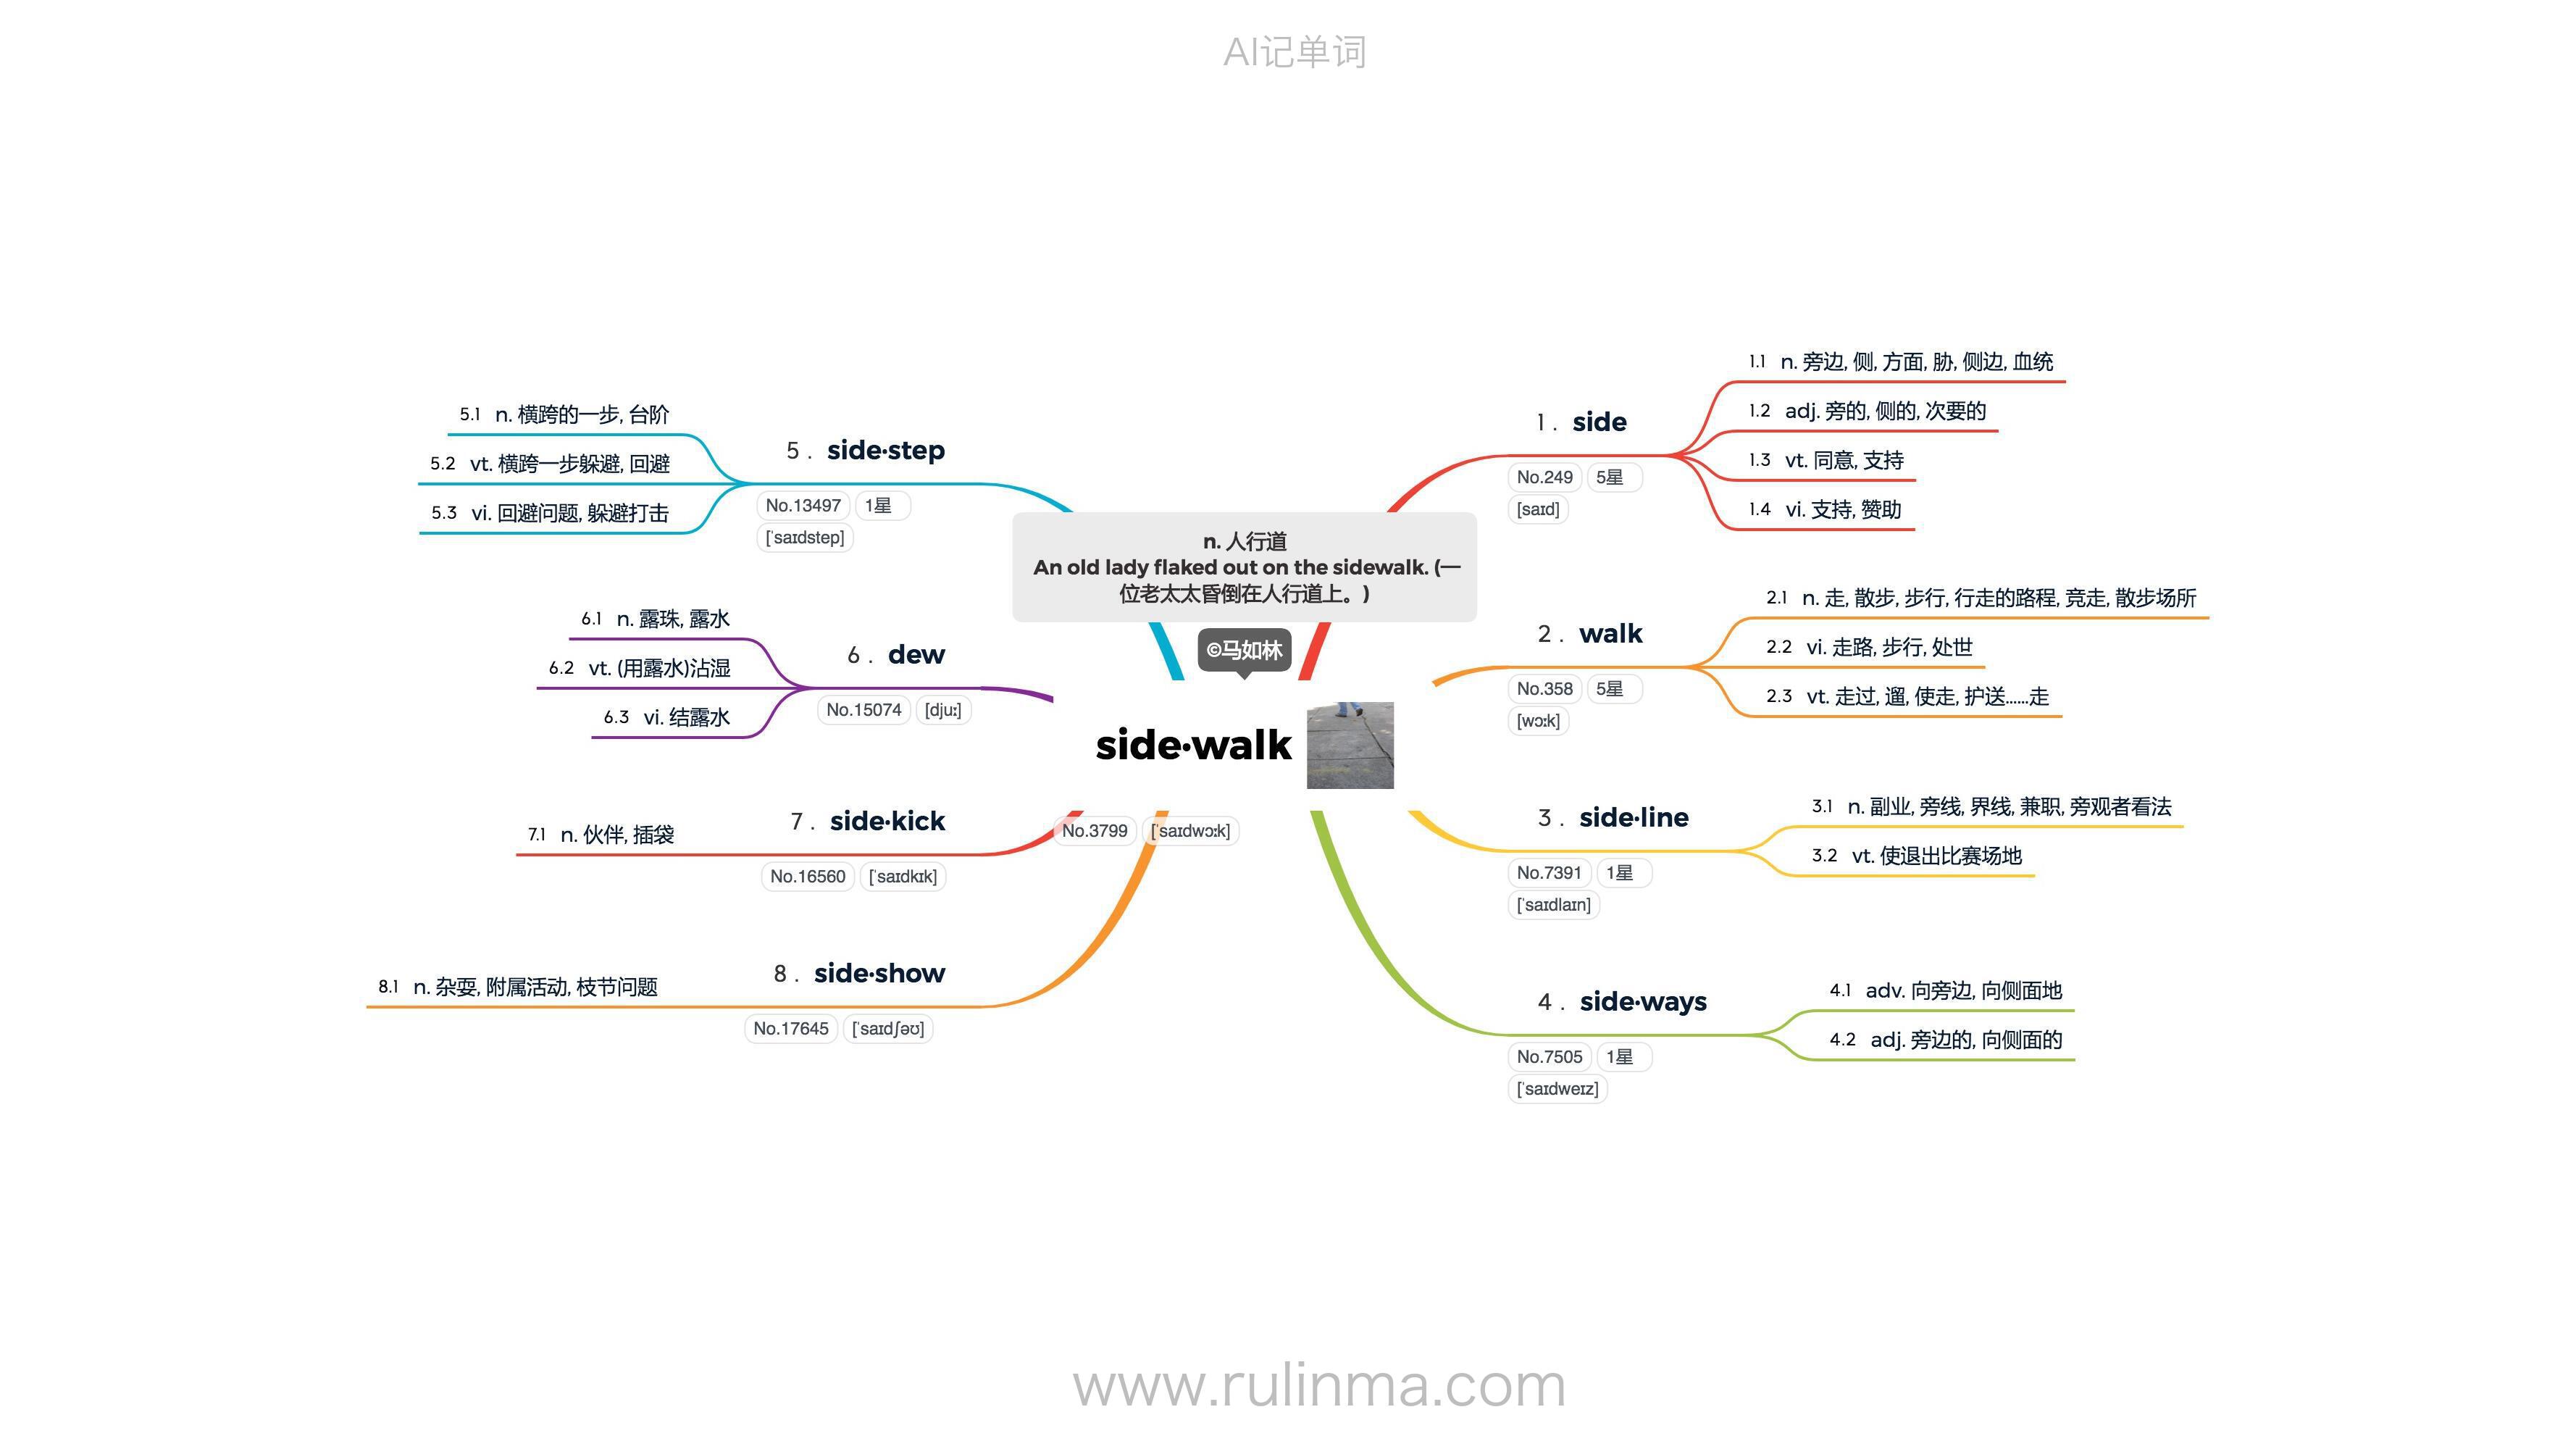 AI记单词
n. 人行道
An old lady flaked out on the sidewalk. (一
位老太太昏倒在人行道上。)
©马如林
side·walk
No.3799 [ˈsaɪdwɔːk]
1 . side
No.249 5星
[saɪd]
1.1 n. 旁边, 侧, 方面, 胁, 侧边, 血统
1.2 adj. 旁的, 侧的, 次要的
1.3 vt. 同意, 支持
1.4 vi. 支持, 赞助
2 . walk
No.358 5星
[wɔːk]
2.1 n. 走, 散步, 步行, 行走的路程, 竞走, 散步场所
2.2 vi. 走路, 步行, 处世
2.3 vt. 走过, 遛, 使走, 护送……走
3 . side·line
No.7391 1星
[ˈsaɪdlaɪn]
3.1 n. 副业, 旁线, 界线, 兼职, 旁观者看法
3.2 vt. 使退出比赛场地
4 . side·ways
No.7505 1星
[ˈsaɪdweɪz]
4.1 adv. 向旁边, 向侧面地
4.2 adj. 旁边的, 向侧面的
5 . side·step
No.13497 1星
[ˈsaɪdstep]
5.1 n. 横跨的一步, 台阶
5.2 vt. 横跨一步躲避, 回避
5.3 vi. 回避问题, 躲避打击
6 . dew
No.15074 [djuː]
6.1 n. 露珠, 露水
6.2 vt. (用露水)沾湿
6.3 vi. 结露水
7 . side·kick
No.16560 [ˈsaɪdkɪk]
7.1 n. 伙伴, 插袋
8 . side·show
No.17645 [ˈsaɪdʃəʊ]
8.1 n. 杂耍, 附属活动, 枝节问题
www.rulinma.com